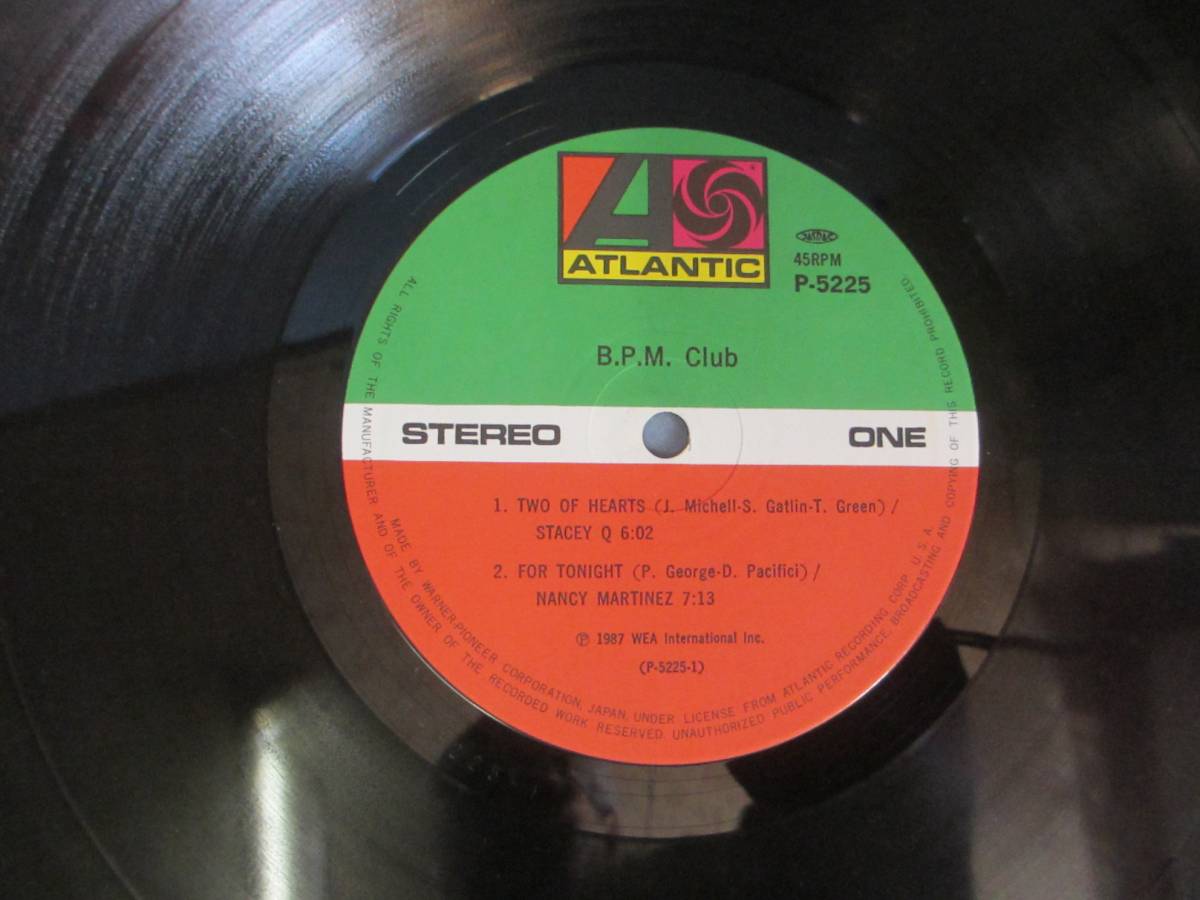 ATLANTIC
JASRAC
45RPM
P-5225
B.P.M. Club
STEREO
ONE
1. TWO OF HEARTS (J. Michell-S. Gatlin-T. Green) /
STACEY Q 6:02
2. FOR TONIGHT (P. George-D. Pacifici) /
NANCY MARTINEZ 7:13
℗ 1987 WEA International Inc.
(P-5225-1)
MADE BY WARNER-PIONEER CORPORATION, JAPAN, UNDER LICENSE FROM ATLANTIC RECORDING CORP. U. S. A.
ALL RIGHTS OF THE MANUFACTURER AND OF THE OWNER OF THE RECORDED WORK RESERVED. UNAUTHORIZED PUBLIC PERFORMANCE, BROADCASTING AND COPYING OF THIS RECORD PROHIBITED.